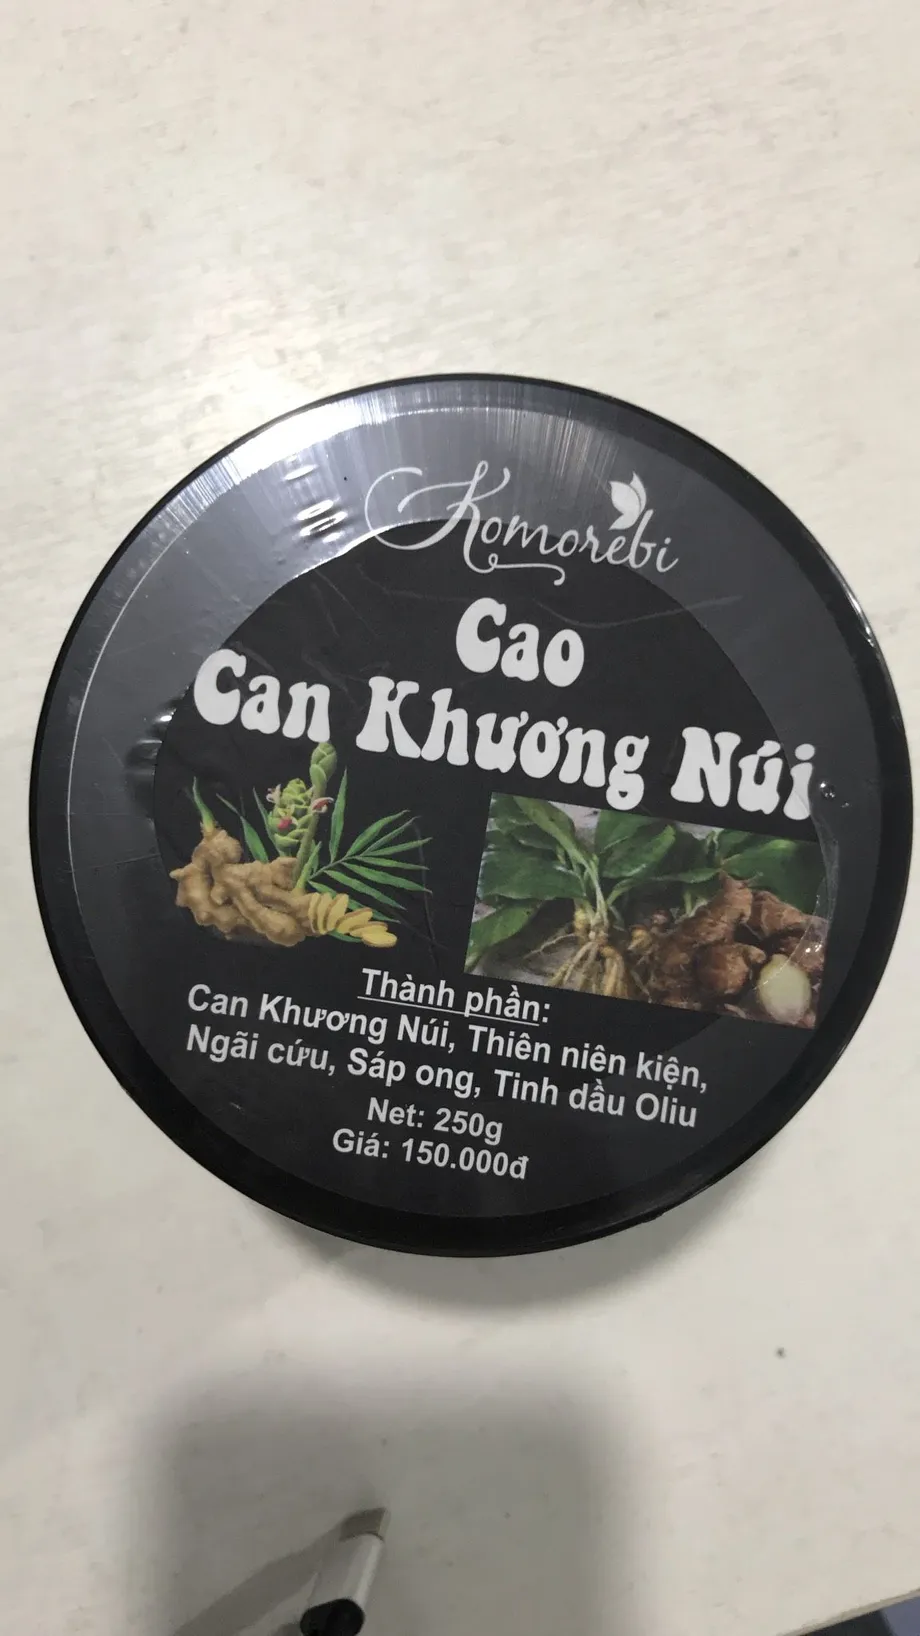 Komorebi
Cao
Can Khương Núi
Thành phần:
Can Khương Núi, Thiên niên kiện,
Ngãi cứu, Sáp ong, Tinh dầu Oliu
Net: 250g
Giá: 150.000đ